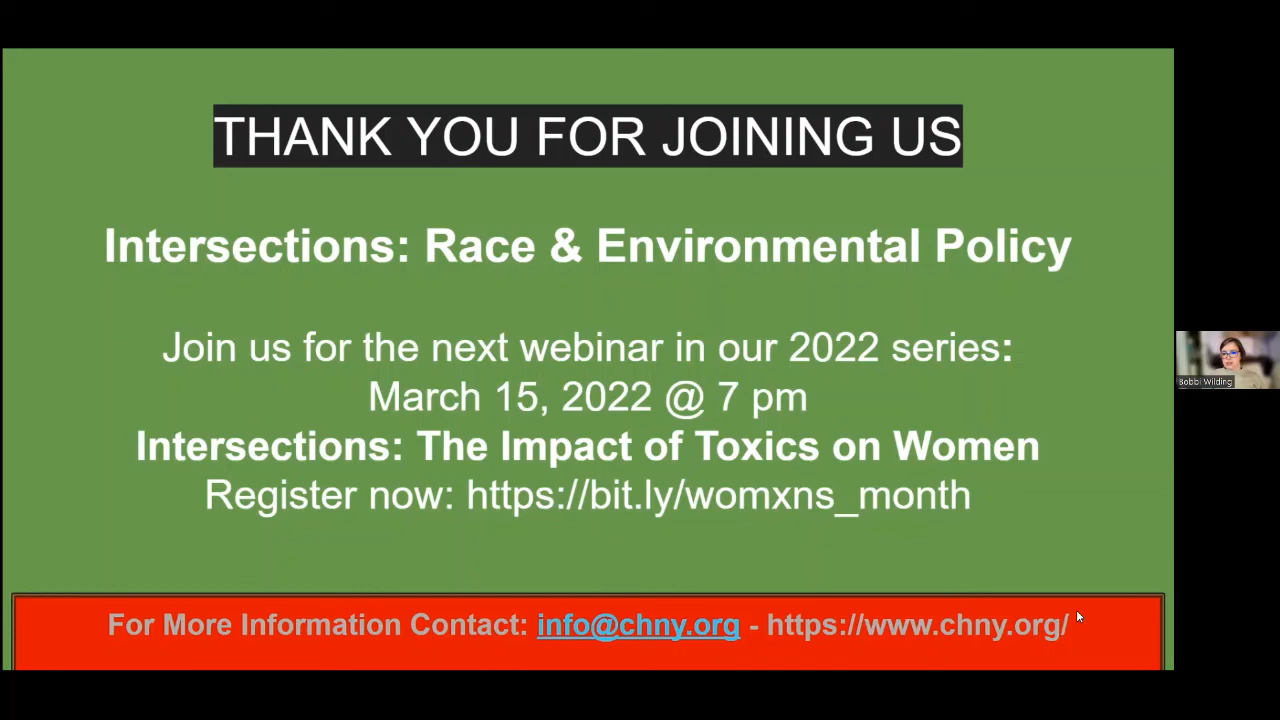 THANK YOU FOR JOINING US
Intersections: Race & Environmental Policy
Join us for the next webinar in our 2022 series:
March 15, 2022 @ 7 pm
Intersections: The Impact of Toxics on Women
Register now: https://bit.ly/womxns_month
For More Information Contact: info@chny.org - https://www.chny.org/
Bobbi Wilding